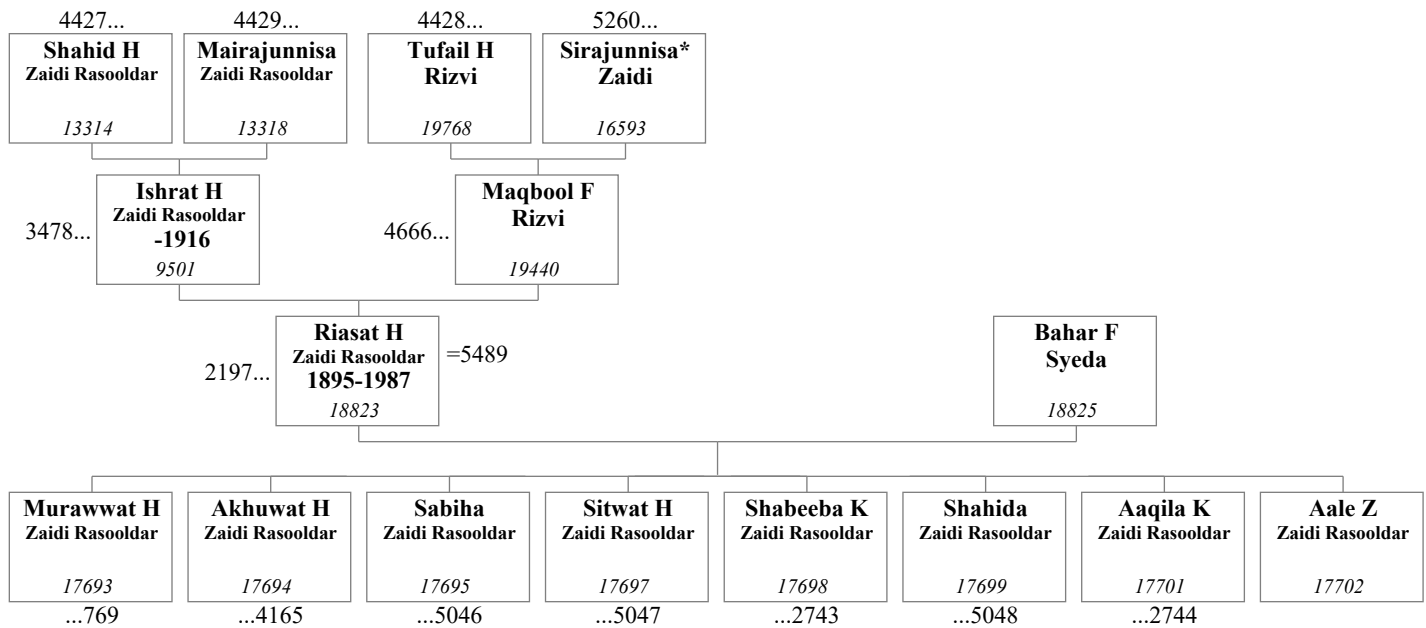 4427...
4429...
4428...
5260...
Shahid H
Zaidi Rasooldar
13314
Mairajunnisa
Zaidi Rasooldar
13318
Tufail H
Rizvi
19768
Sirajunnisa*
Zaidi
16593
3478...
Ishrat H
Zaidi Rasooldar
-1916
9501
4666...
Maqbool F
Rizvi
19440
2197...
Riasat H
Zaidi Rasooldar
1895-1987
18823
=5489
Bahar F
Syeda
18825
Murawwat H
Zaidi Rasooldar
17693
...769
Akhuwat H
Zaidi Rasooldar
17694
...4165
Sabiha
Zaidi Rasooldar
17695
...5046
Sitwat H
Zaidi Rasooldar
17697
...5047
Shabeeba K
Zaidi Rasooldar
17698
...2743
Shahida
Zaidi Rasooldar
17699
...5048
Aaqila K
Zaidi Rasooldar
17701
...2744
Aale Z
Zaidi Rasooldar
17702